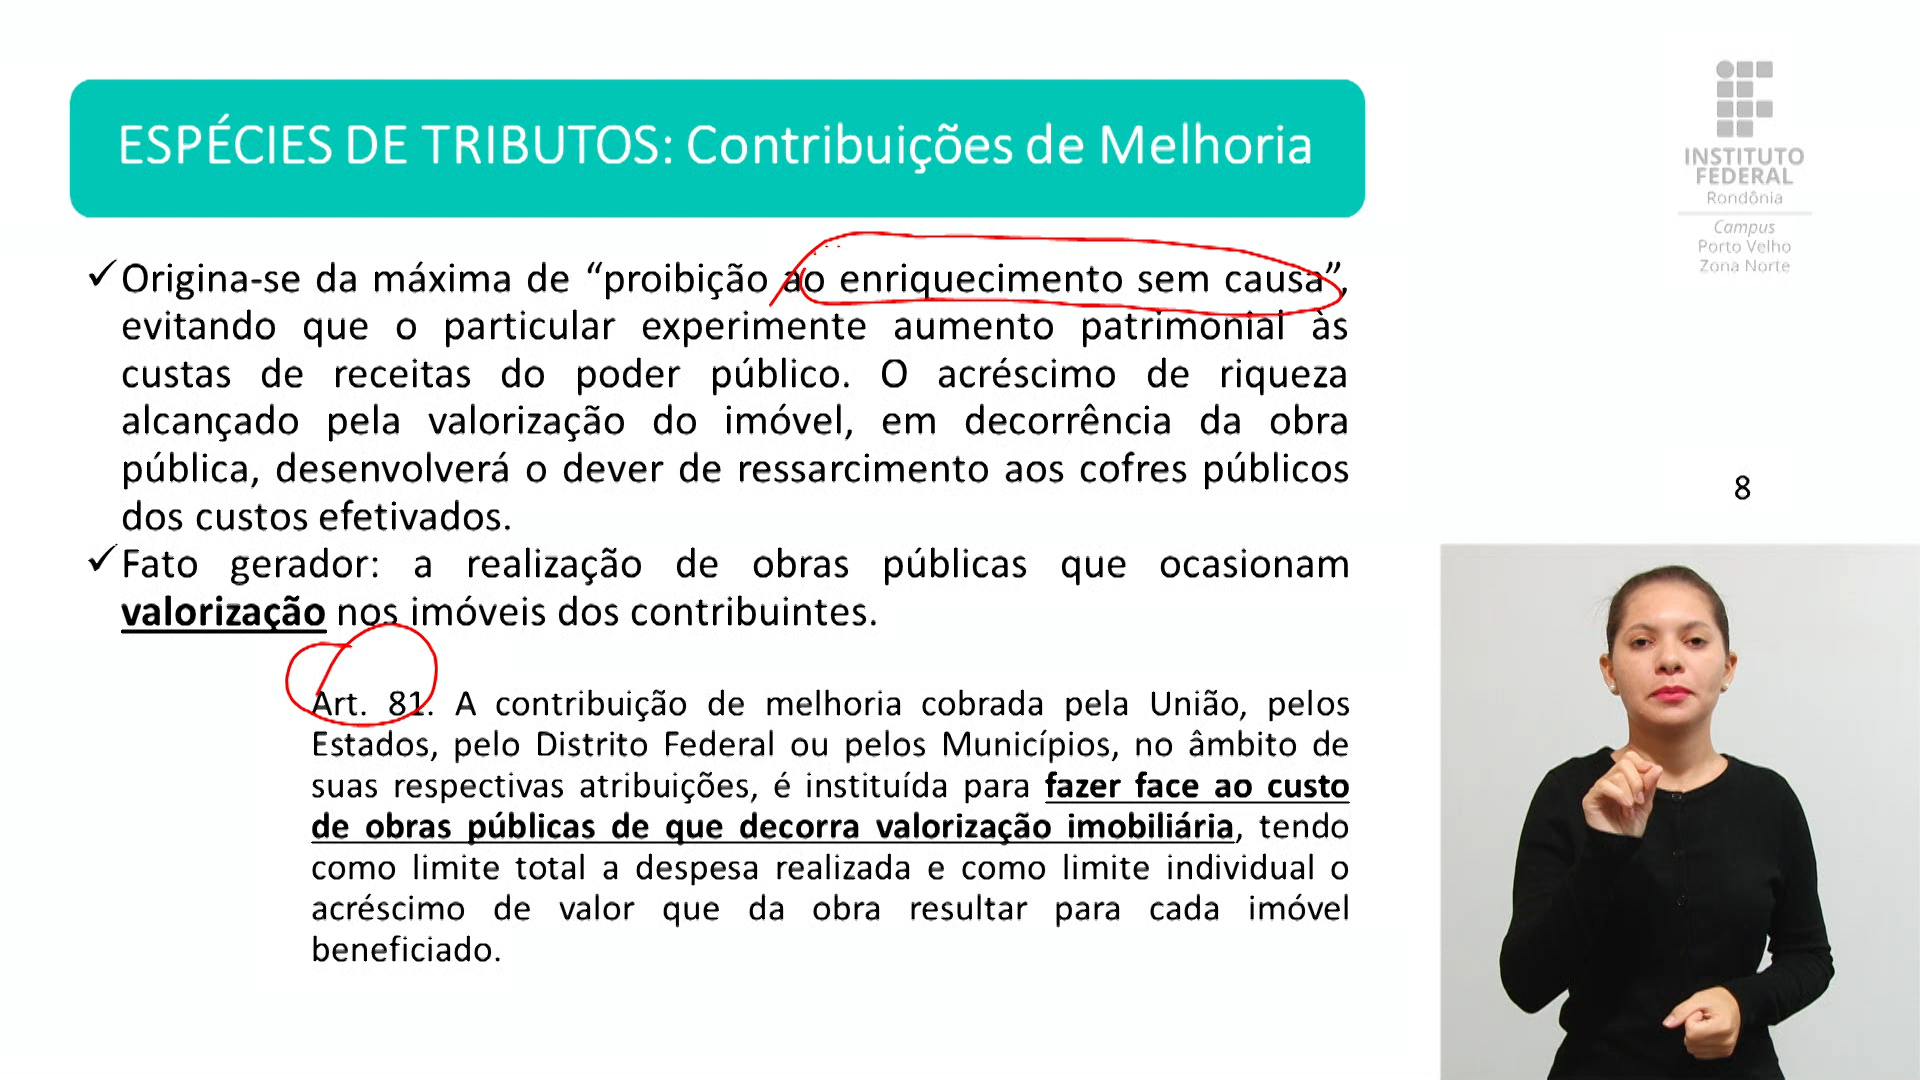 ESPÉCIES DE TRIBUTOS: Contribuições de Melhoria
INSTITUTO
FEDERAL
Rondônia
Campus
Porto Velho
Zona Norte
Origina-se da máxima de “proibição ao enriquecimento sem causa”,
evitando que o particular experimente aumento patrimonial às
custas de receitas do poder público. O acréscimo de riqueza
alcançado pela valorização do imóvel, em decorrência da obra
pública, desenvolverá o dever de ressarcimento aos cofres públicos
dos custos efetivados.
Fato gerador: a realização de obras públicas que ocasionam
valorização nos imóveis dos contribuintes.
Art. 81. A contribuição de melhoria cobrada pela União, pelos
Estados, pelo Distrito Federal ou pelos Municípios, no âmbito de
suas respectivas atribuições, é instituída para fazer face ao custo
de obras públicas de que decorra valorização imobiliária, tendo
como limite total a despesa realizada e como limite individual o
acréscimo de valor que da obra resultar para cada imóvel
beneficiado.
8